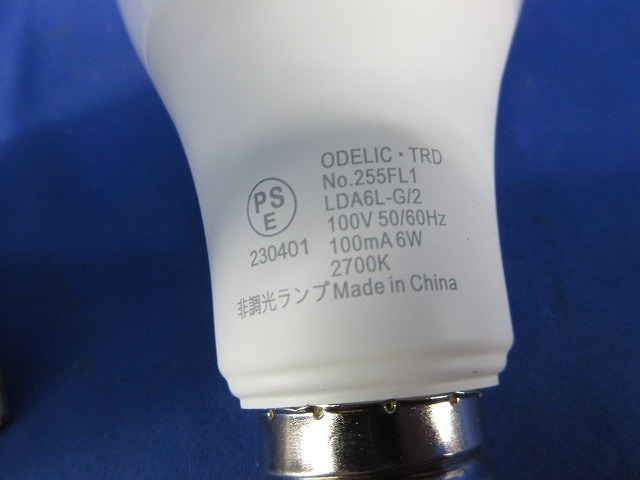 ODELIC・TRD
No.255FL1
LDA6L-G/2
100V 50/60Hz
100mA 6W
2700K
PS
E
230401
非調光ランプ Made in China